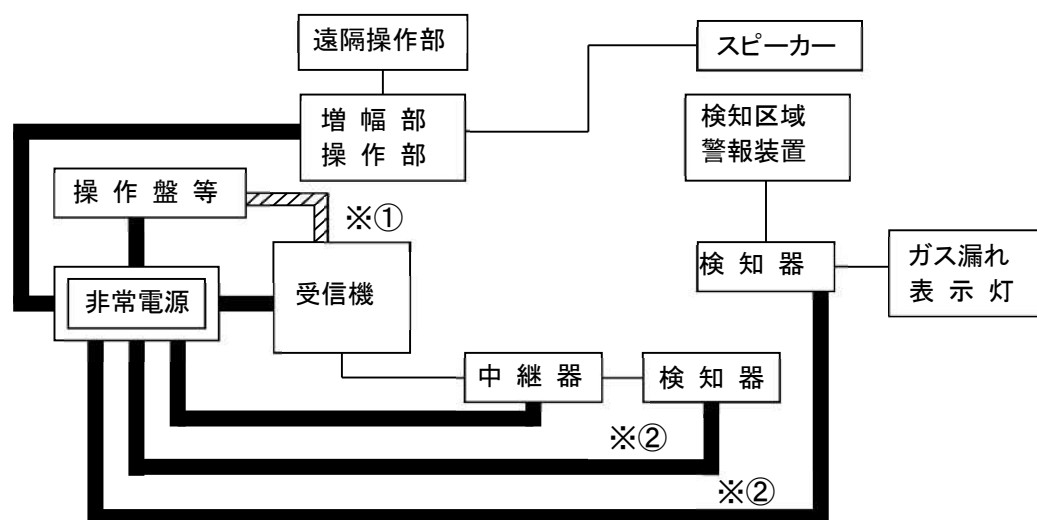 遠隔操作部
スピーカー
増幅部
操作部
検知区域
警報装置
操作盤等
※①
受信機
検知器
ガス漏れ
表示灯
非常電源
中継器
検知器
※②
※②